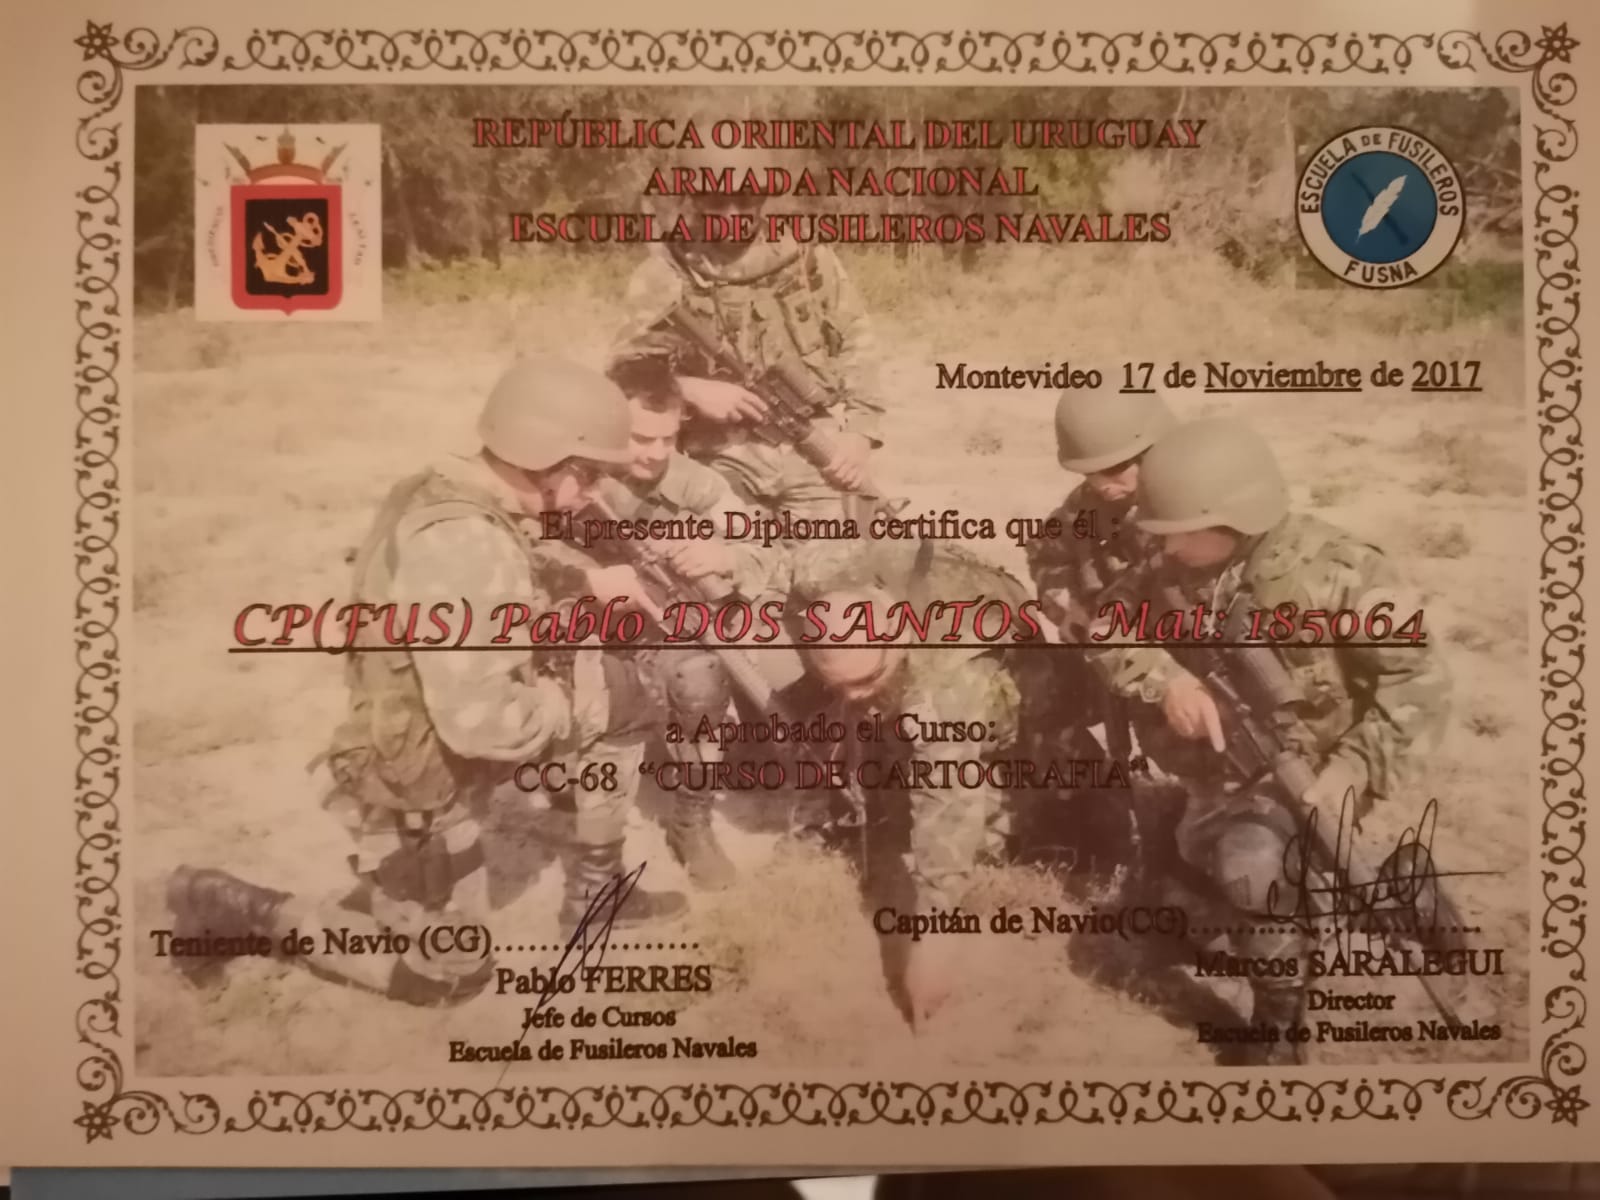 REPÚBLICA ORIENTAL DEL URUGUAY
ARMADA NACIONAL
ESCUELA DE FUSILEROS NAVALES
ESCUELA DE FUSILEROS
FUSNA
Montevideo 17 de Noviembre de 2017
El presente Diploma certifica que él :
CP(FUS) Pablo DOS SANTOS Mat: 185064
a Aprobado el Curso:
CC-68 “CURSO DE CARTOGRAFIA”
Teniente de Navio (CG)...................
Pablo FERRES
Jefe de Cursos
Escuela de Fusileros Navales
Capitán de Navio(CG)..........................
Marcos SARALEGUI
Director
Escuela de Fusileros Navales